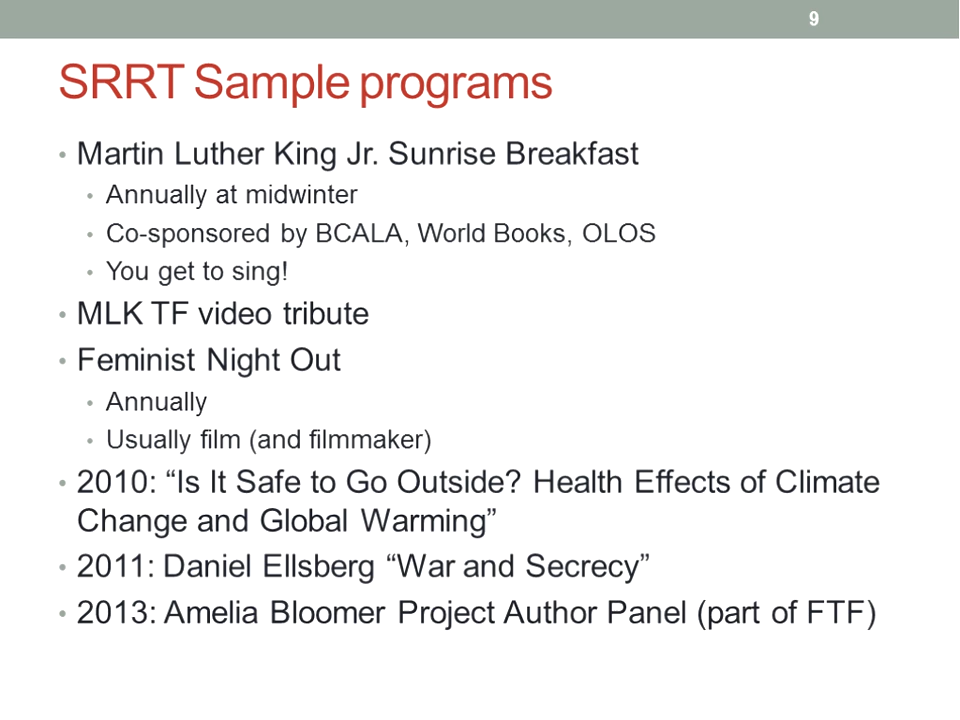 9
SRRT Sample programs
• Martin Luther King Jr. Sunrise Breakfast
• Annually at midwinter
• Co-sponsored by BCALA, World Books, OLOS
• You get to sing!
• MLK TF video tribute
• Feminist Night Out
• Annually
• Usually film (and filmmaker)
• 2010: “Is It Safe to Go Outside? Health Effects of Climate
Change and Global Warming”
• 2011: Daniel Ellsberg “War and Secrecy”
• 2013: Amelia Bloomer Project Author Panel (part of FTF)